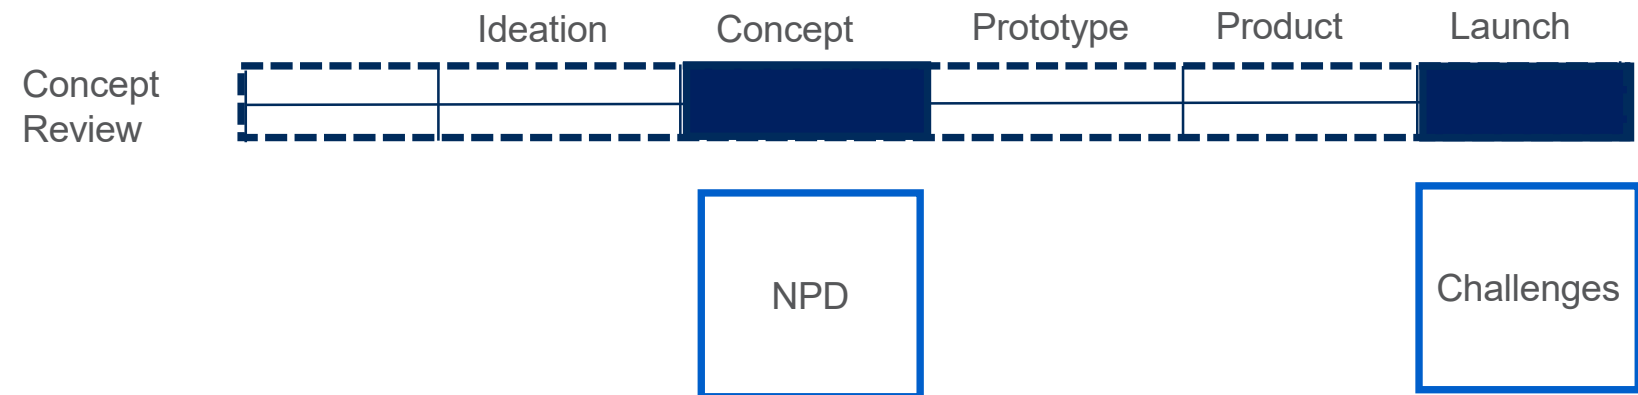 Ideation Concept Prototype Product Launch
Concept
Review
NPD
Challenges